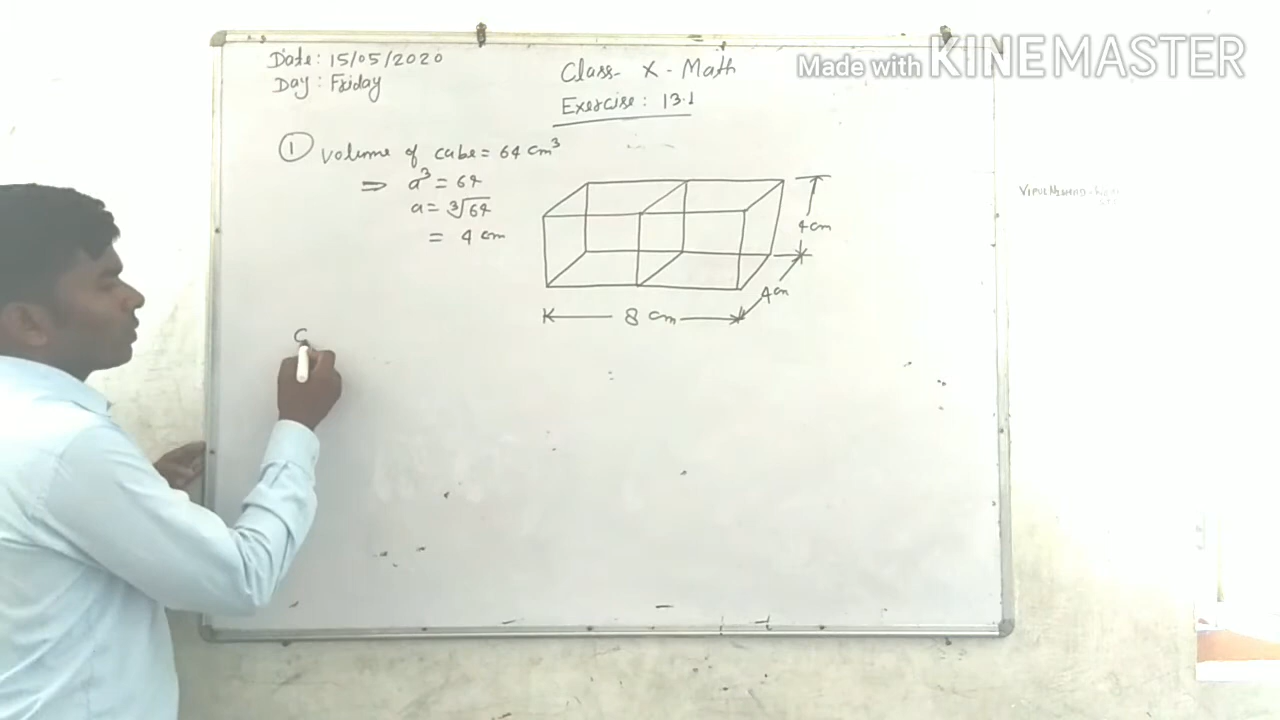 Date: 15/05/2020
Day: Friday
Class- X - Math
Exercise: 13.1
Made with KINEMASTER
① Volume of cube = 64 cm³
⇒ a³ = 64
a = ³√64
= 4 cm
4 cm
4 cm
8 cm
C